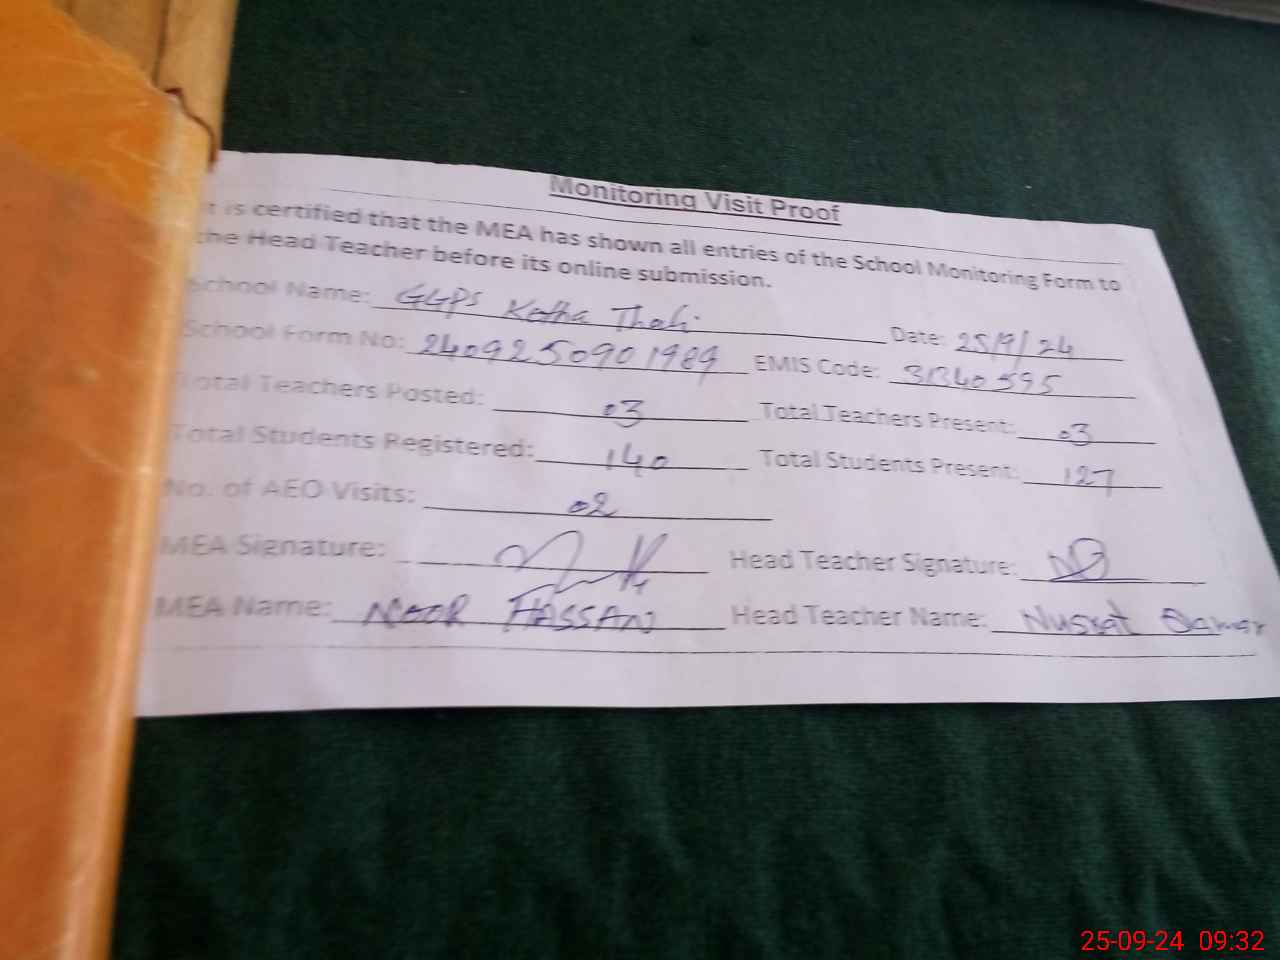 Monitoring Visit Proof
t is certified that the MEA has shown all entries of the School Monitoring Form to
the Head Teacher before its online submission.
School Name: GGPS Kotha Date: 25/9/24
School Form No: 2409250901989 EMIS Code: 31340595
Total Teachers Posted: 03 Total Teachers Present: 03
Total Students Registered: 140 Total Students Present: 127
No. of AEO Visits: 02
MEA Signature: Head Teacher Signature:
MEA Name: NOOR HASSAN Head Teacher Name: Nusrat Qamar
25-09-24 09:32